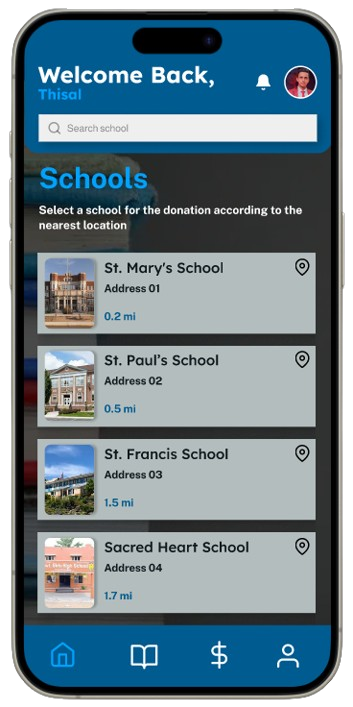 Welcome Back,
Thisal
Search school
Schools
Select a school for the donation according to the
nearest location
St. Mary's School
Address 01
0.2 mi
St. Paul's School
Address 02
0.5 mi
St. Francis School
Address 03
1.5 mi
Sacred Heart School
Address 04
1.7 mi